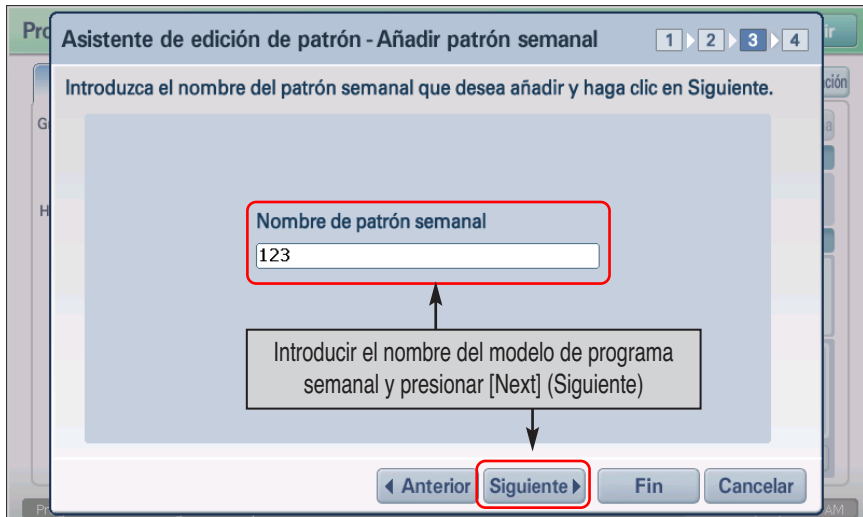 Asistente de edición de patrón - Añadir patrón semanal 1 2 3 4
Introduzca el nombre del patrón semanal que desea añadir y haga clic en Siguiente.
Nombre de patrón semanal
123
Introducir el nombre del modelo de programa
semanal y presionar [Next] (Siguiente)
Anterior Siguiente Fin Cancelar
AM